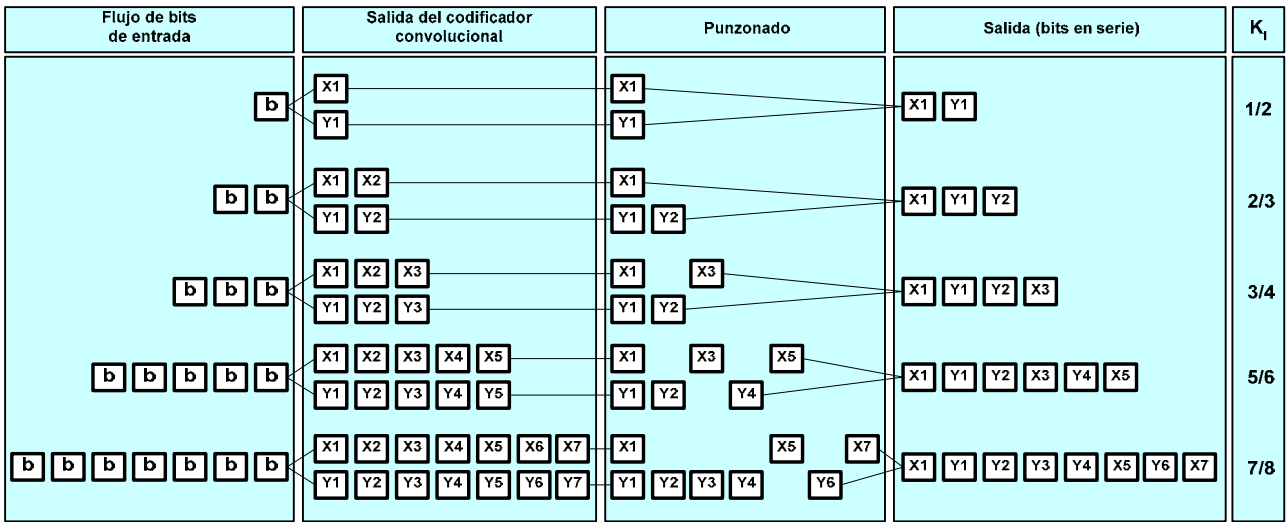 Flujo de bits
de entrada
Salida del codificador
convolucional
Punzonado
Salida (bits en serie)
K_I
b
X1
Y1
X1
Y1
X1 Y1
1/2
b b
X1 X2
Y1 Y2
X1
Y1 Y2
X1 Y1 Y2
2/3
b b b
X1 X2 X3
Y1 Y2 Y3
X1 X3
Y1 Y2
X1 Y1 Y2 X3
3/4
b b b b b
X1 X2 X3 X4 X5
Y1 Y2 Y3 Y4 Y5
X1 X3 X5
Y1 Y2 Y4
X1 Y1 Y2 X3 Y4 X5
5/6
b b b b b b b
X1 X2 Y3 X4 X5 X6 X7
Y1 Y2 Y3 Y4 Y5 Y6 Y7
X1 X5 X7
Y1 Y2 Y3 Y4 Y6
X1 Y1 Y2 Y3 Y4 X5 Y6 X7
7/8